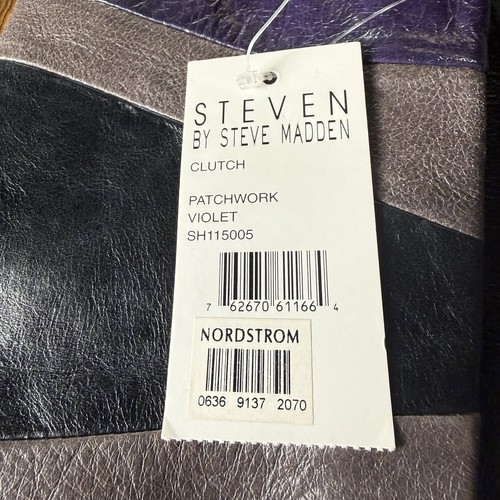 STEVEN
BY STEVE MADDEN
CLUTCH
PATCHWORK
VIOLET
SH115005
7 62670 61166 4
NORDSTROM
0636 9137 2070